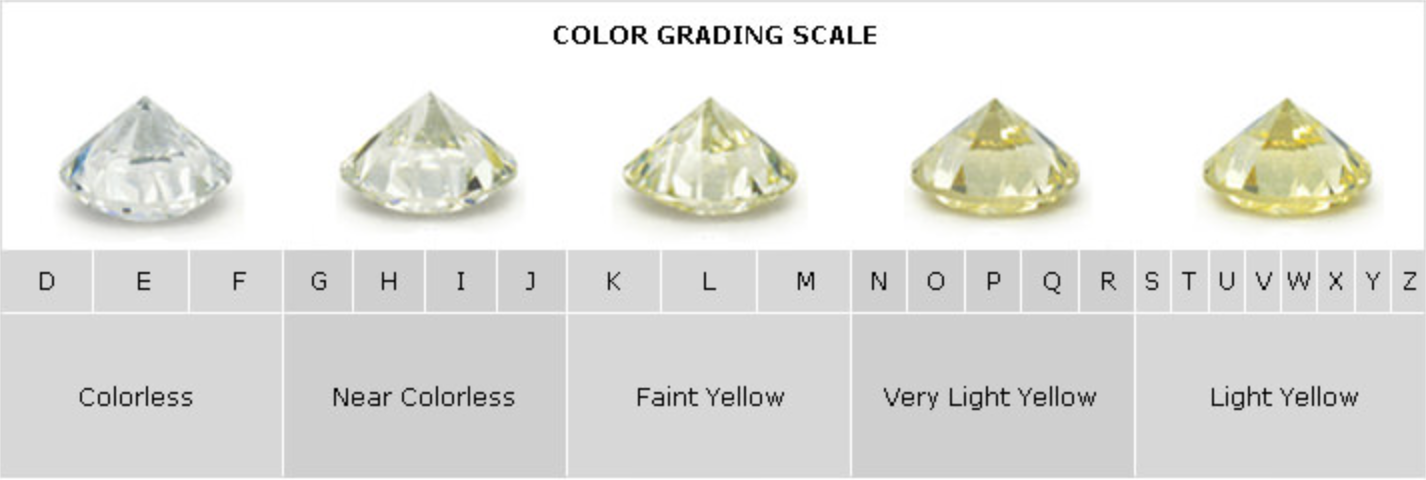 COLOR GRADING SCALE
D E F G H I J K L M N O P Q R S T U V W X Y Z
Colorless Near Colorless Faint Yellow Very Light Yellow Light Yellow